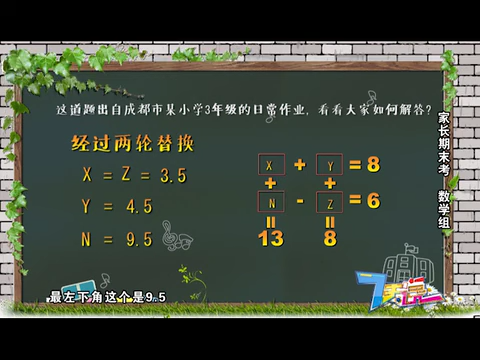 这道题出自成都市某小学3年级的日常作业，看看大家如何解答？
经过两轮替换
X = Z = 3.5
Y = 4.5
N = 9.5
X + Y = 8
+ +
N - Z = 6
= =
13 8
家长期末考 数学组
最左下角这个是9.5